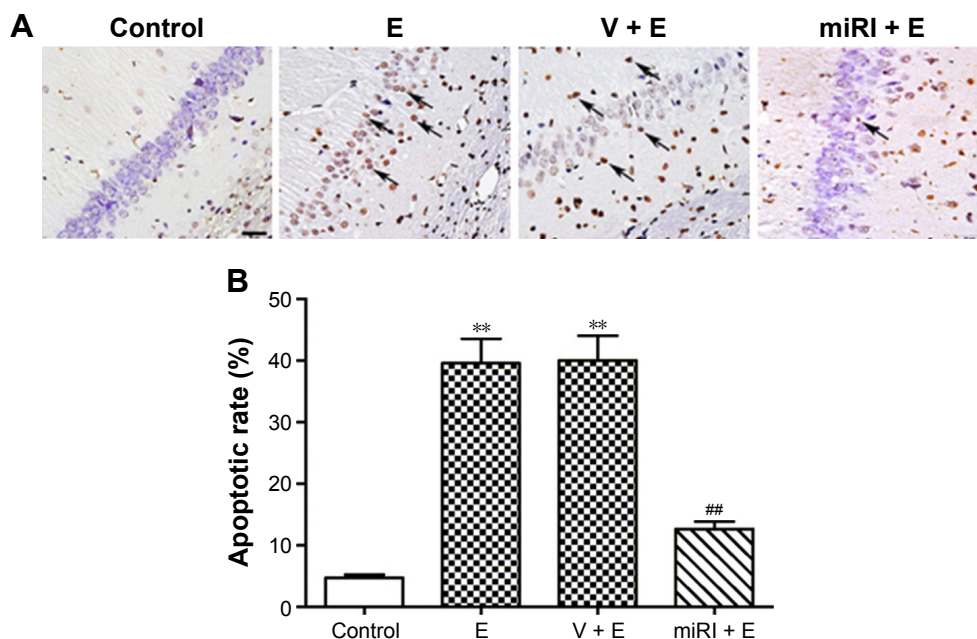 A
Control
E
V + E
miRI + E
B
Apoptotic rate (%)
50
40
30
20
10
0
**
**
##
Control
E
V + E
miRI + E